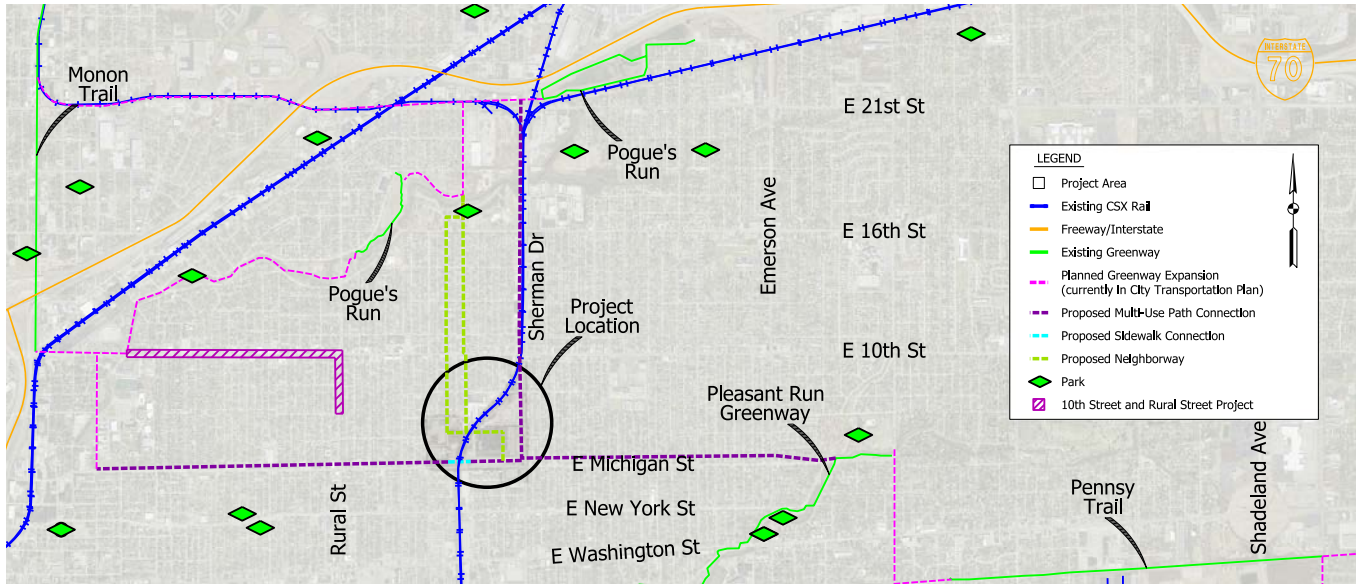 Monon
Trail
INTERSTATE
70
E 21st St
Pogue's
Run
Emerson Ave
E 16th St
Sherman Dr
Pogue's
Run
Project
Location
E 10th St
Pleasant Run
Greenway
E Michigan St
Rural St
E New York St
E Washington St
Pennsy
Trail
Shadeland Ave
LEGEND
Project Area
Existing CSX Rail
Freeway/Interstate
Existing Greenway
Planned Greenway Expansion
(currently in City Transportation Plan)
Proposed Multi-Use Path Connection
Proposed Sidewalk Connection
Proposed Neighborway
Park
10th Street and Rural Street Project